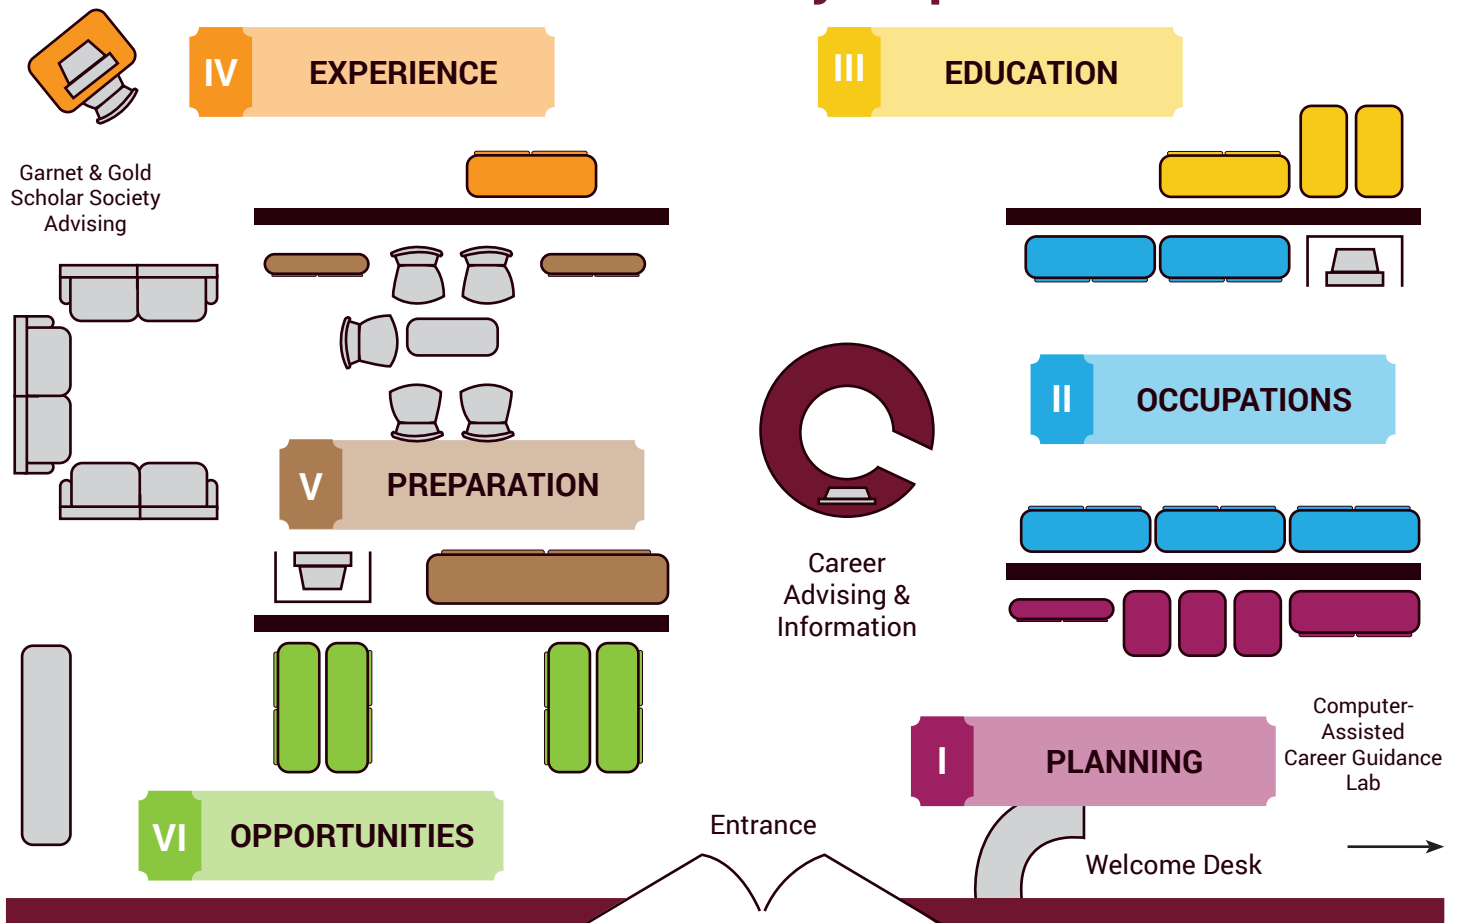 IV
EXPERIENCE
III
EDUCATION
Garnet & Gold
Scholar Society
Advising
II
OCCUPATIONS
V
PREPARATION
Career
Advising &
Information
Computer-
Assisted
Career Guidance
Lab
I
PLANNING
VI
OPPORTUNITIES
Entrance
Welcome Desk